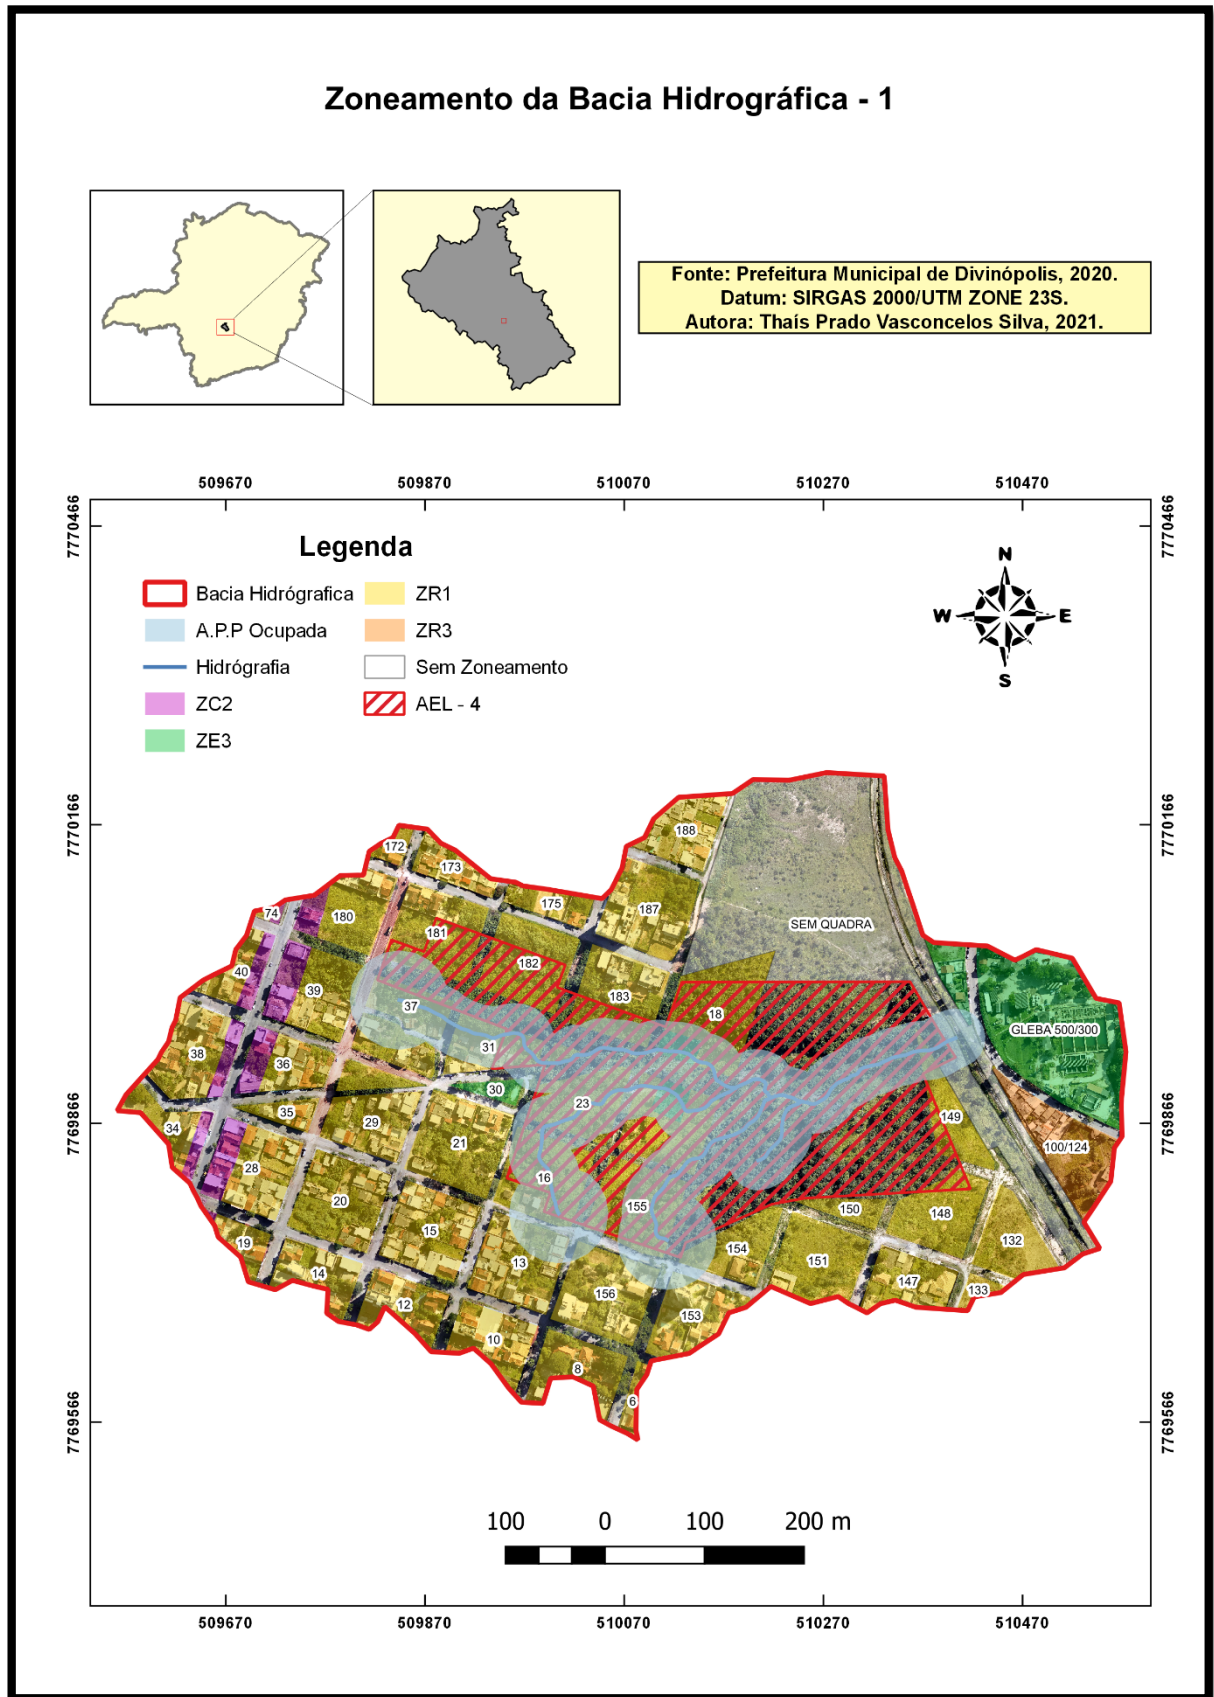 Zoneamento da Bacia Hidrográfica - 1
Fonte: Prefeitura Municipal de Divinópolis, 2020.
Datum: SIRGAS 2000/UTM ZONE 23S.
Autora: Thaís Prado Vasconcelos Silva, 2021.
509670 509870 510070 510270 510470
7770466 7770466
Legenda
Bacia Hidrógrafica
A.P.P Ocupada
Hidrógrafia
ZC2
ZE3
ZR1
ZR3
Sem Zoneamento
AEL - 4
N
W E
S
7770166 7770166
188
172
173
175
187
74
180
SEM QUADRA
181
182
40
39
183
18
37
GLEBA 500/300
31
38
36
30
23
35
29
34
21
149
100/124
28
16
20
155
150
148
15
132
19
14
13
154
151
147
133
12
156
153
10
8
6
7769866 7769866
7769566 7769566
100 0 100 200 m
509670 509870 510070 510270 510470